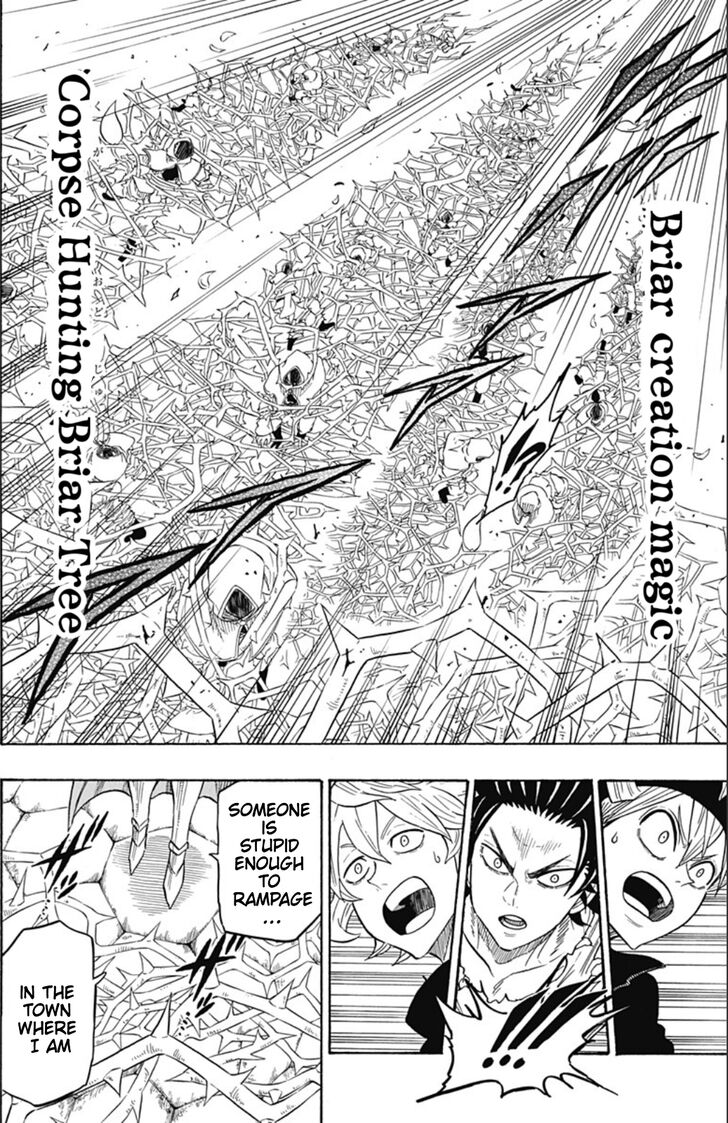 Briar creation magic
Corpse Hunting Briar Tree
!?
!!!
SOMEONE
IS
STUPID
ENOUGH
TO
RAMPAGE
...
IN THE
TOWN
WHERE
I AM